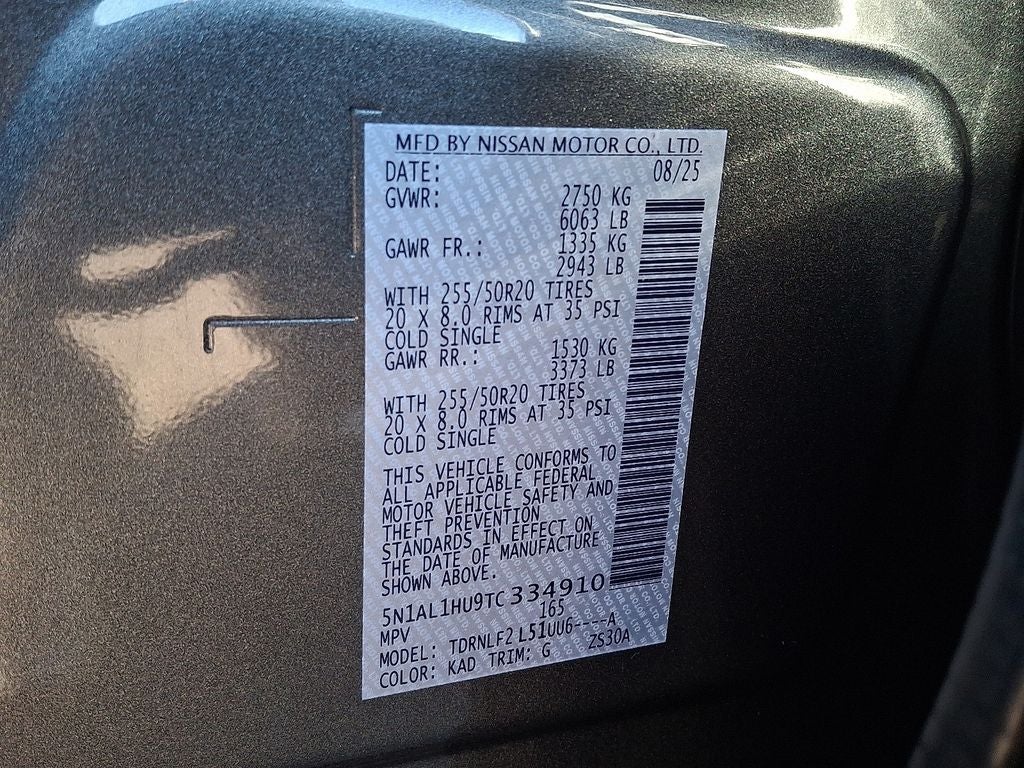 MFD BY NISSAN MOTOR CO., LTD.
DATE: 08/25
GVWR: 2750 KG
6063 LB
GAWR FR.: 1335 KG
2943 LB
WITH 255/50R20 TIRES
20 X 8.0 RIMS AT 35 PSI
COLD SINGLE
GAWR RR.: 1530 KG
3373 LB
WITH 255/50R20 TIRES
20 X 8.0 RIMS AT 35 PSI
COLD SINGLE
THIS VEHICLE CONFORMS TO
ALL APPLICABLE FEDERAL
MOTOR VEHICLE SAFETY AND
THEFT PREVENTION
STANDARDS IN EFFECT ON
THE DATE OF MANUFACTURE
SHOWN ABOVE.
5N1AL1HU9TC334910
MPV 165
MODEL: TDRNLF2L51UU6----A
COLOR: KAD TRIM: G ZS30A